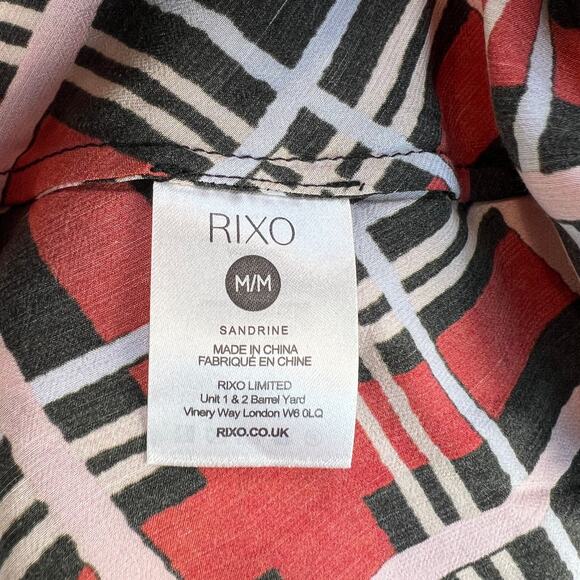 RIXO
M/M
SANDRINE
MADE IN CHINA
FABRIQUÉ EN CHINE
RIXO LIMITED
Unit 1 & 2 Barrel Yard
Vinery Way London W6 0LQ
RIXO.CO.UK